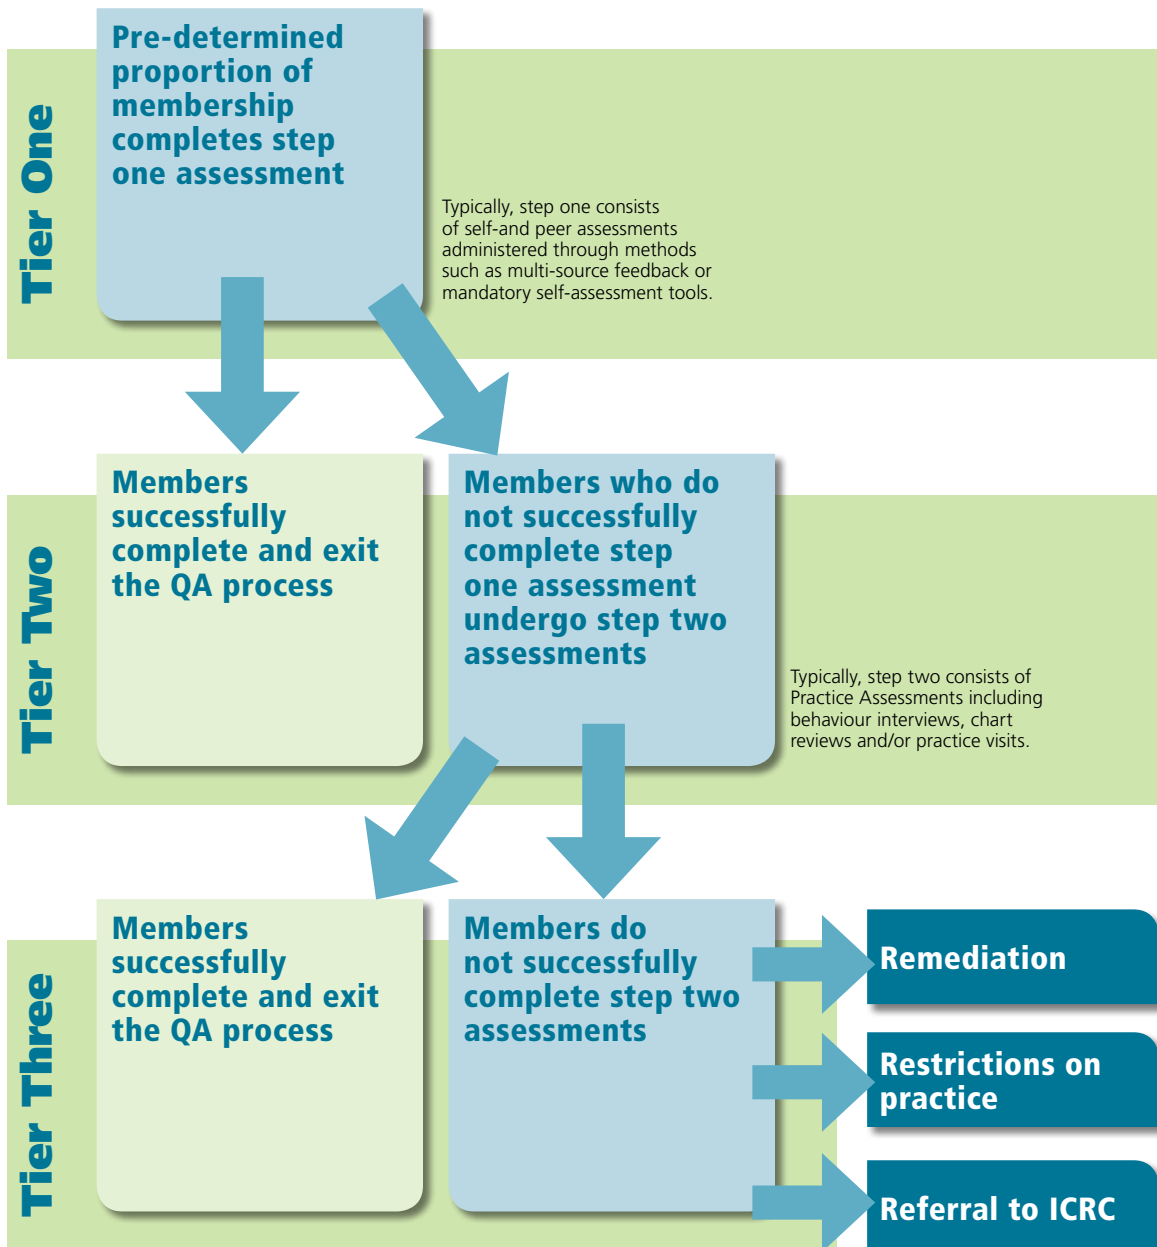 Tier One
Pre-determined
proportion of
membership
completes step
one assessment
Typically, step one consists
of self-and peer assessments
administered through methods
such as multi-source feedback or
mandatory self-assessment tools.
Tier Two
Members
successfully
complete and exit
the QA process
Members who do
not successfully
complete step
one assessment
undergo step two
assessments
Typically, step two consists of
Practice Assessments including
behaviour interviews, chart
reviews and/or practice visits.
Tier Three
Members
successfully
complete and exit
the QA process
Members do
not successfully
complete step two
assessments
Remediation
Restrictions on
practice
Referral to ICRC